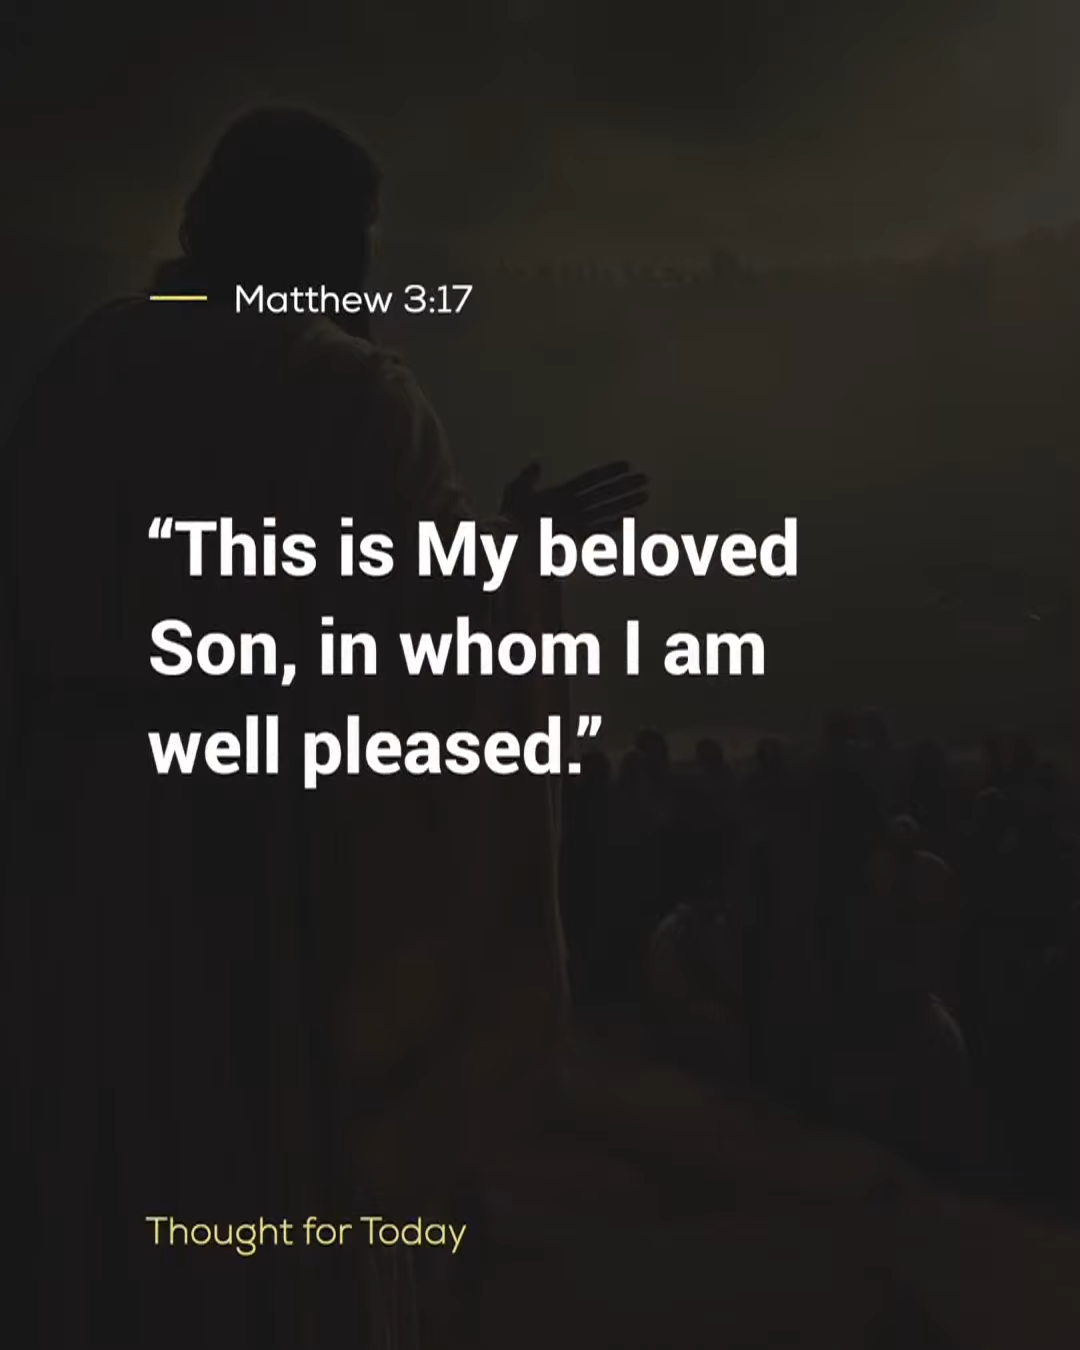 Matthew 3:17
“This is My beloved
Son, in whom I am
well pleased.”
Thought for Today